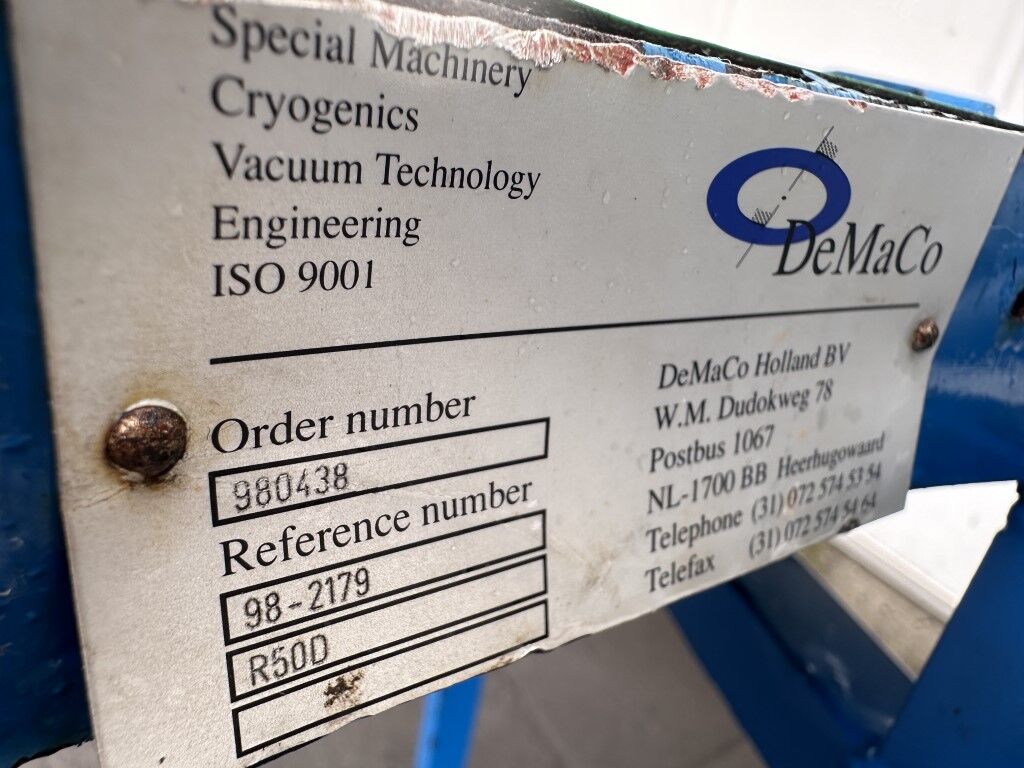 Special Machinery
Cryogenics
Vacuum Technology
Engineering
ISO 9001
DeMaCo
Order number
980438
Reference number
98-2179
R50D
DeMaCo Holland BV
W.M. Dudokweg 78
Postbus 1067
NL-1700 BB Heerhugowaard
Telephone (31) 072 574 53 54
Telefax (31) 072 574 54 64